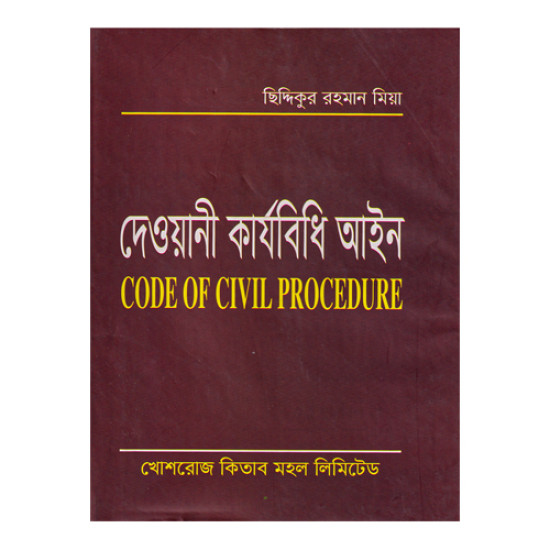 ছিদ্দিকুর রহমান মিয়া
দেওয়ানী কার্যবিধি আইন
CODE OF CIVIL PROCEDURE
খোশরোজ কিতাব মহল লিমিটেড